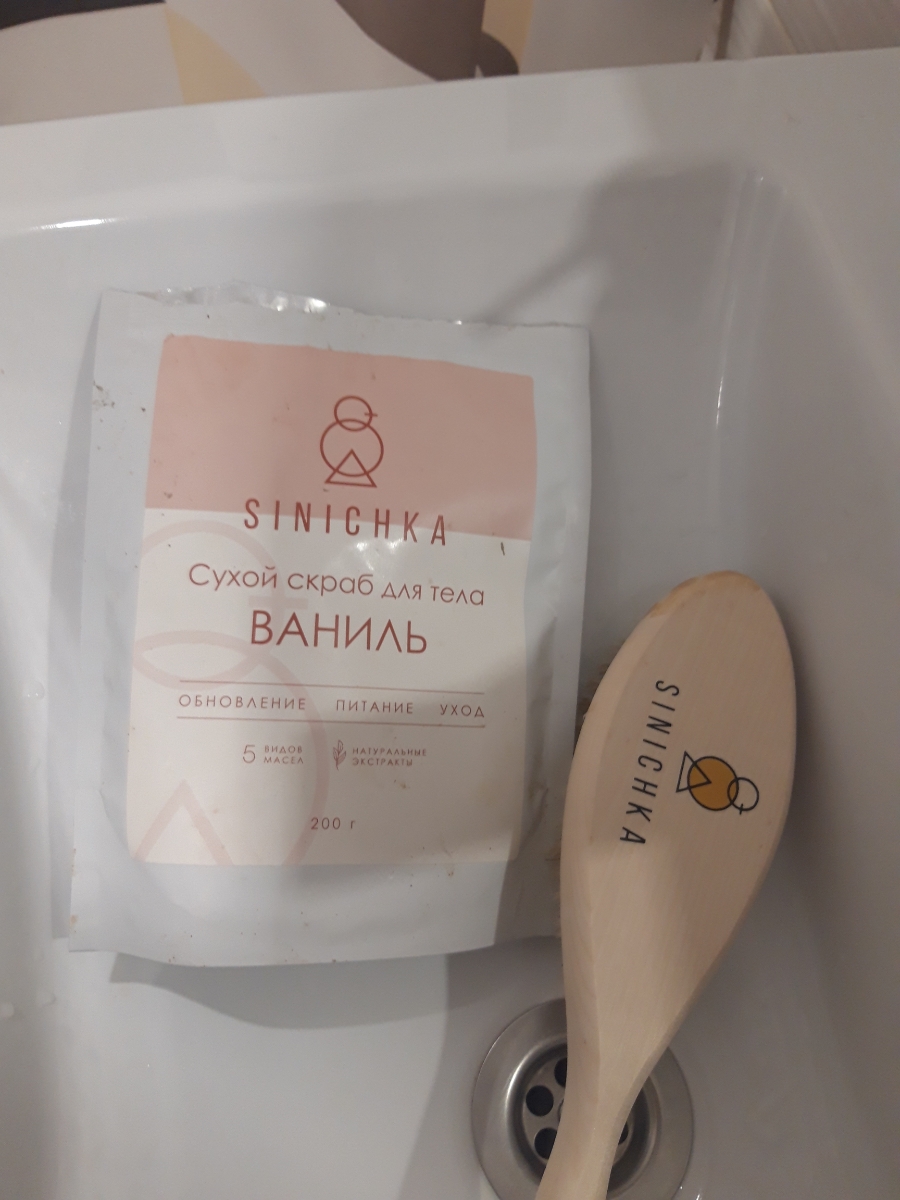 SINICHKA
Сухой скраб для тела
ВАНИЛЬ
ОБНОВЛЕНИЕ ПИТАНИЕ УХОД
5 ВИДОВ МАСЕЛ
НАТУРАЛЬНЫЕ ЭКСТРАКТЫ
200 г
SINICHKA